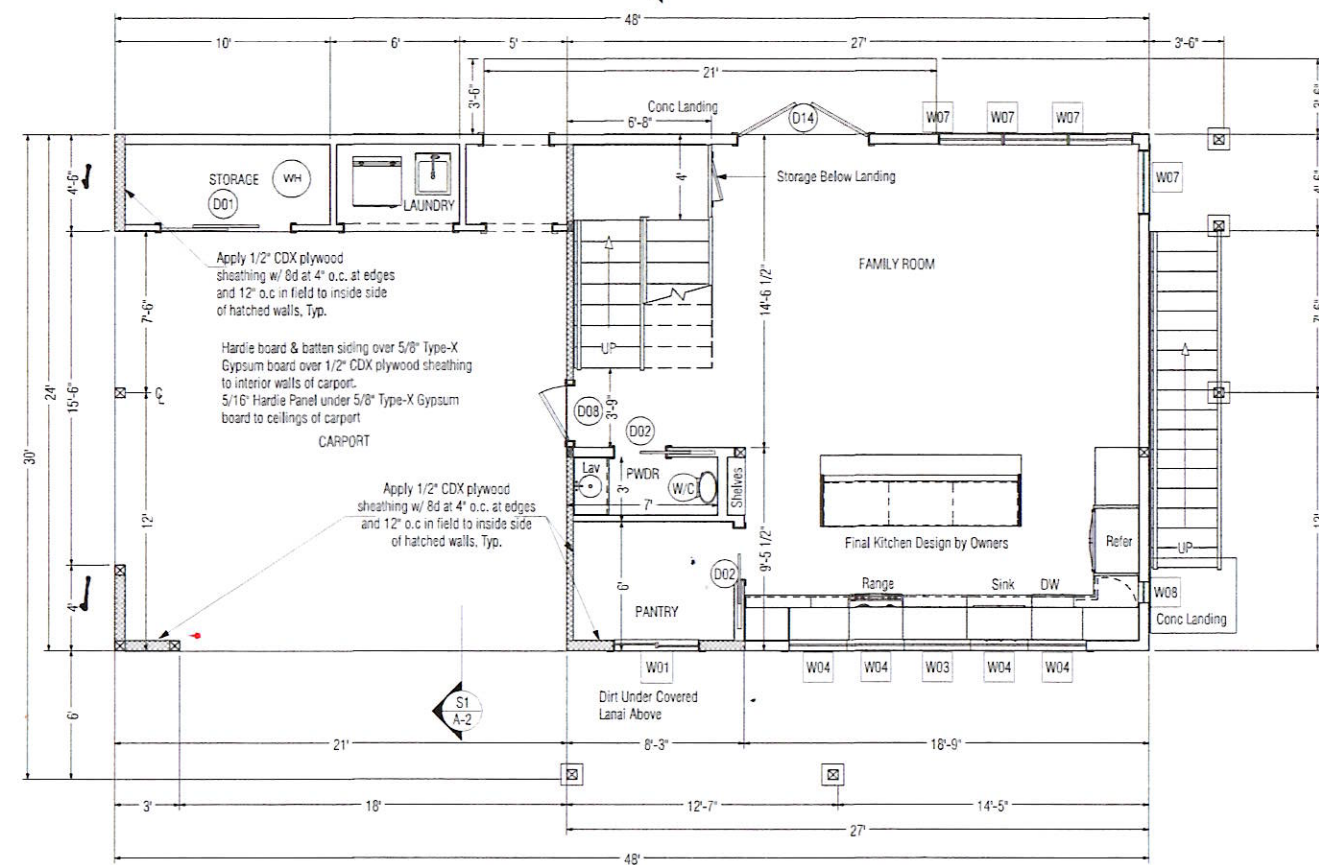 48'
10'
6'
5'
27'
3'-6"
21'
3'-6"
3'-6"
Conc Landing
6'-8"
D14
W07
W07
W07
4'-6"
STORAGE
WH
D01
LAUNDRY
4'
Storage Below Landing
W07
4'-6"
Apply 1/2" CDX plywood
sheathing w/ 8d at 4" o.c. at edges
and 12" o.c in field to inside side
of hatched walls, Typ.
FAMILY ROOM
7'-6"
14'-6 1/2"
7'-6"
Hardie board & batten siding over 5/8" Type-X
Gypsum board over 1/2" CDX plywood sheathing
to interior walls of carport.
5/16" Hardie Panel under 5/8" Type-X Gypsum
board to ceilings of carport
CARPORT
UP
24'
15'-6"
30'
D08
3'-9"
D02
Lav
PWDR
W/C
3'
7'
Shelves
12'
Apply 1/2" CDX plywood
sheathing w/ 8d at 4" o.c. at edges
and 12" o.c in field to inside side
of hatched walls, Typ.
9'-5 1/2"
Final Kitchen Design by Owners
Refer
UP
12'
4'
D02
6'
PANTRY
Range
Sink
DW
W08
Conc Landing
W01
W04
W04
W03
W04
W04
Dirt Under Covered
Lanai Above
S1
A-2
6'
21'
8'-3"
18'-9"
3'
18'
12'-7"
14'-5"
27'
48'